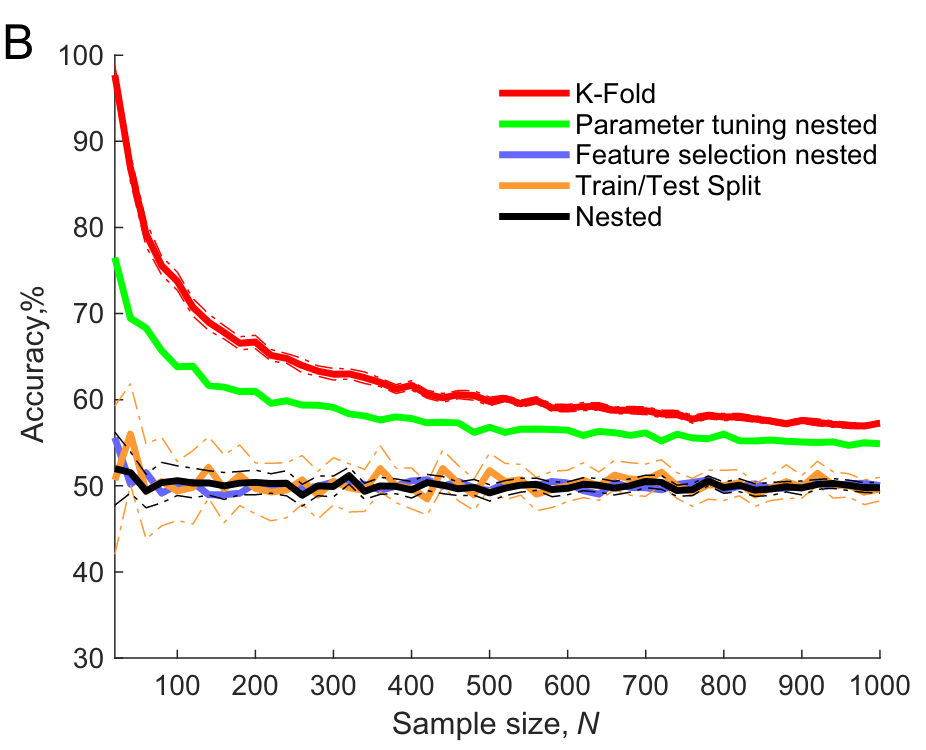 B
100
90
80
70
60
50
40
30
Accuracy,%
K-Fold
Parameter tuning nested
Feature selection nested
Train/Test Split
Nested
100 200 300 400 500 600 700 800 900 1000
Sample size, N